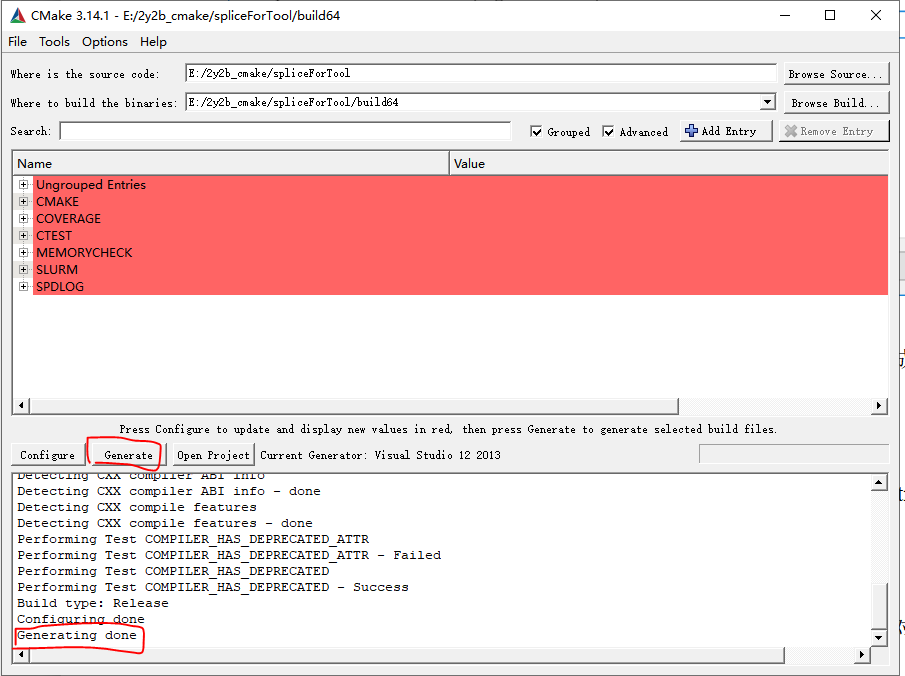 CMake 3.14.1 - E:/2y2b_cmake/spliceForTool/build64
File Tools Options Help
Where is the source code: E:/2y2b_cmake/spliceForTool Browse Source...
Where to build the binaries: E:/2y2b_cmake/spliceForTool/build64 Browse Build...
Search: Grouped Advanced Add Entry Remove Entry
Name Value
Ungrouped Entries
CMAKE
COVERAGE
CTEST
MEMORYCHECK
SLURM
SPDLOG
Press Configure to update and display new values in red, then press Generate to generate selected build files.
Configure Generate Open Project Current Generator: Visual Studio 12 2013
Detecting CXX compiler ABI info
Detecting CXX compiler ABI info - done
Detecting CXX compile features
Detecting CXX compile features - done
Performing Test COMPILER_HAS_DEPRECATED_ATTR
Performing Test COMPILER_HAS_DEPRECATED_ATTR - Failed
Performing Test COMPILER_HAS_DEPRECATED
Performing Test COMPILER_HAS_DEPRECATED - Success
Build type: Release
Configuring done
Generating done